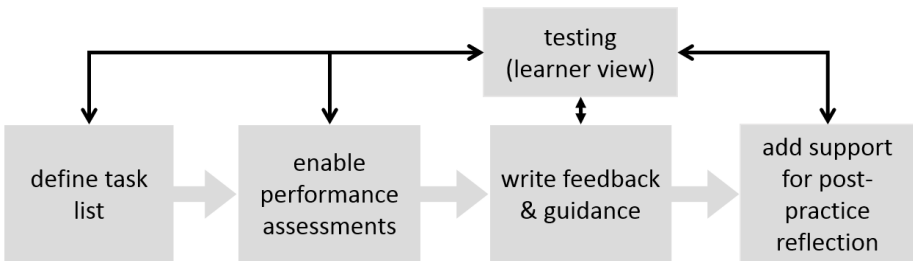 testing
(learner view)
define task
list
enable
performance
assessments
write feedback
& guidance
add support
for post-
practice
reflection